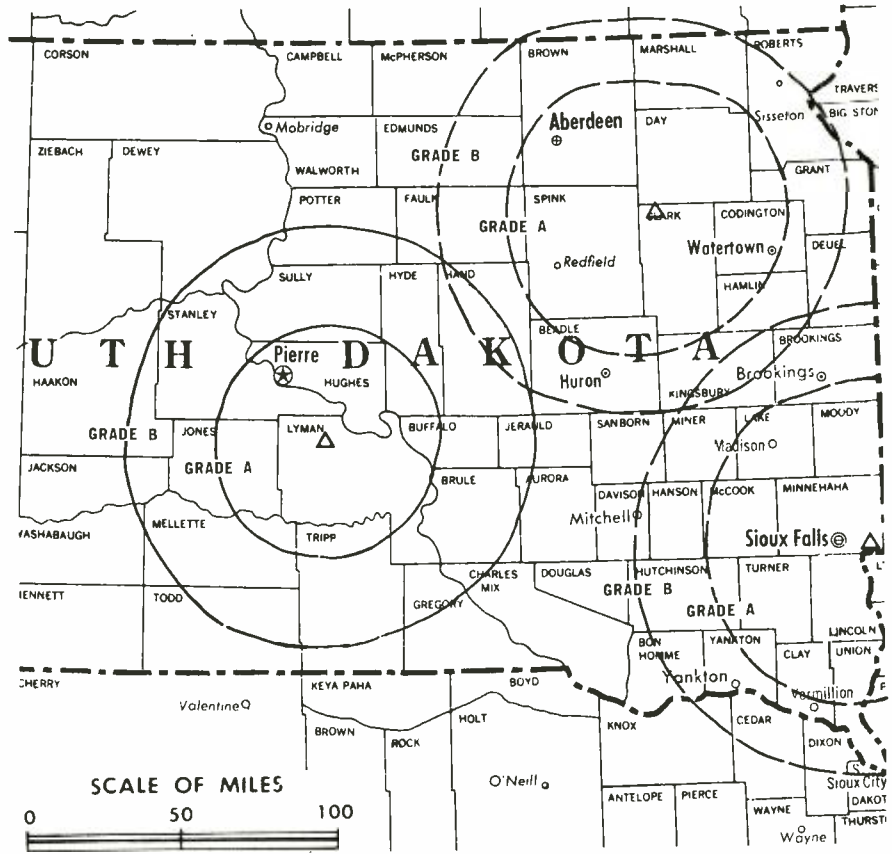 CORSON
CAMPBELL
McPHERSON
BROWN
MARSHALL
ROBERTS
TRAVERS
Mobridge
EDMUNDS
Aberdeen
DAY
Sisseton
BIG STON
ZIEBACH
DEWEY
GRADE B
WALWORTH
GRANT
POTTER
FAULK
SPINK
GRADE A
CLARK
CODINGTON
Redfield
Watertown
DEUEL
SULLY
HYDE
HAND
HAMLIN
STANLEY
BEADLE
BROOKINGS
UTH DAKOTA
Pierre
HAAKON
HUGHES
Huron
KINGSBURY
Brookings
GRADE B
JONES
LYMAN
BUFFALO
JERAULD
SANBORN
MINER
LAKE
MOODY
JACKSON
GRADE A
Madison
BRULE
AURORA
DAVISON
HANSON
McCOOK
MINNEHAHA
WASHABAUGH
MELLETTE
Mitchell
TRIPP
Sioux Falls
BENNETT
TODD
GREGORY
CHARLES
MIX
DOUGLAS
HUTCHINSON
TURNER
GRADE B
GRADE A
LINCOLN
BON
HOMME
YANKTON
CLAY
UNION
CHERRY
KEYA PAHA
BOYD
Yankton
Vermillion
Valentine
BROWN
ROCK
HOLT
KNOX
CEDAR
DIXON
SCALE OF MILES
O'Neill
S.
Sioux City
0 50 100
ANTELOPE
PIERCE
WAYNE
DAKOT
THURST
Wayne